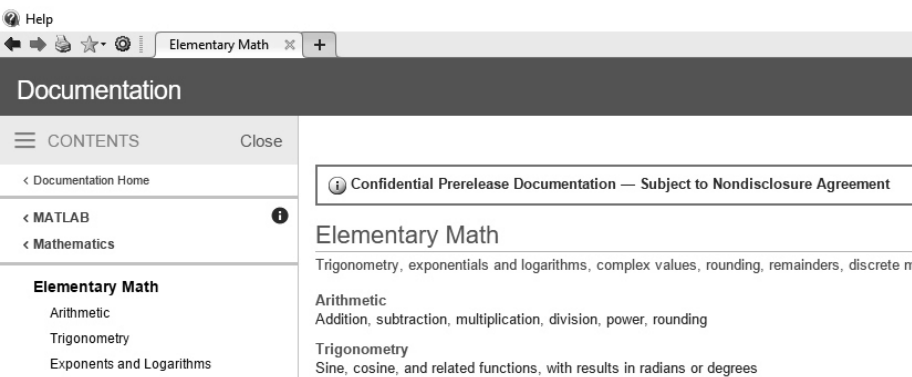 Help
Elementary Math
Documentation
CONTENTS Close
< Documentation Home
< MATLAB
< Mathematics
Elementary Math
Arithmetic
Trigonometry
Exponents and Logarithms
Confidential Prerelease Documentation — Subject to Nondisclosure Agreement
Elementary Math
Trigonometry, exponentials and logarithms, complex values, rounding, remainders, discrete
Arithmetic
Addition, subtraction, multiplication, division, power, rounding
Trigonometry
Sine, cosine, and related functions, with results in radians or degrees